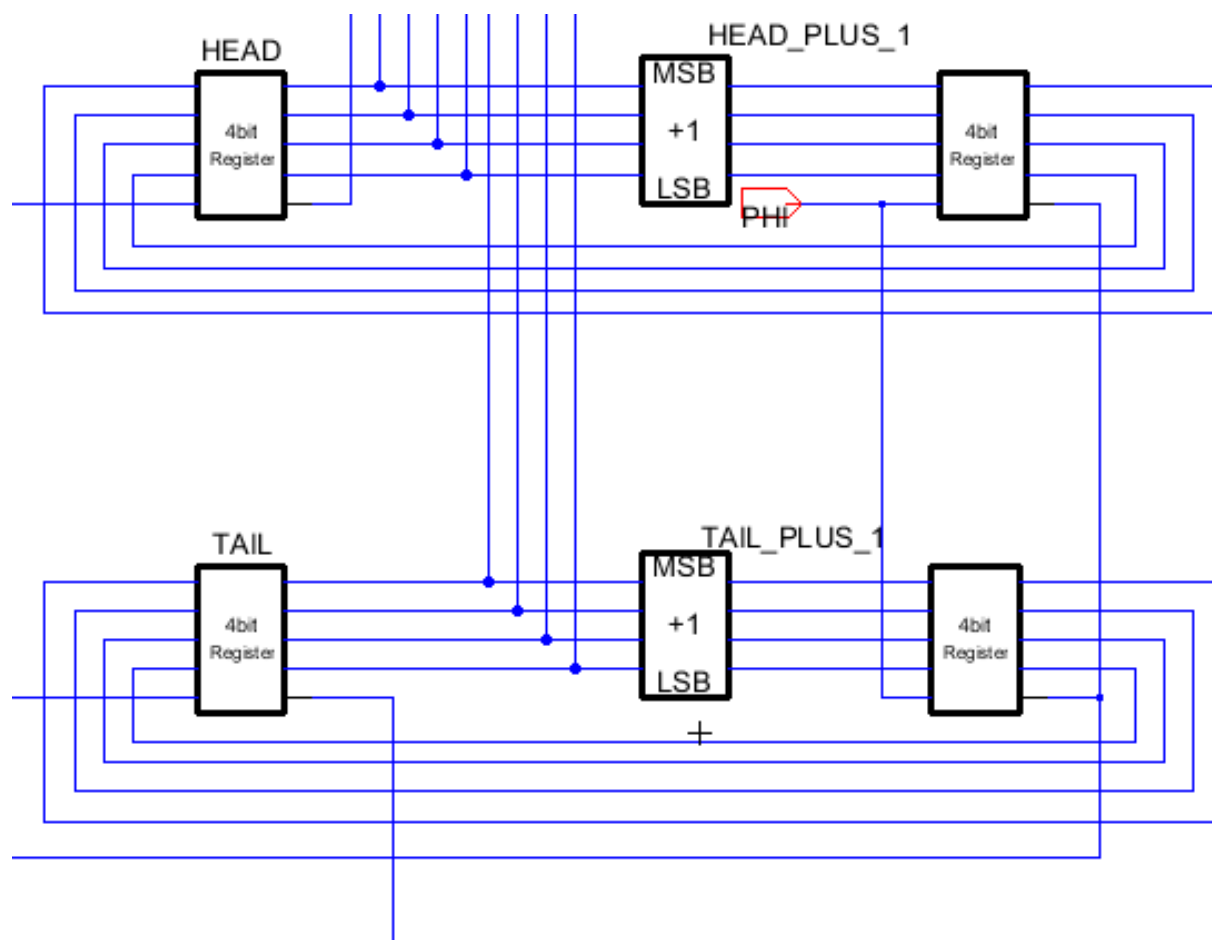 HEAD
HEAD_PLUS_1
4bit
Register
MSB
+1
LSB
4bit
Register
PHI
TAIL
TAIL_PLUS_1
4bit
Register
MSB
+1
LSB
4bit
Register